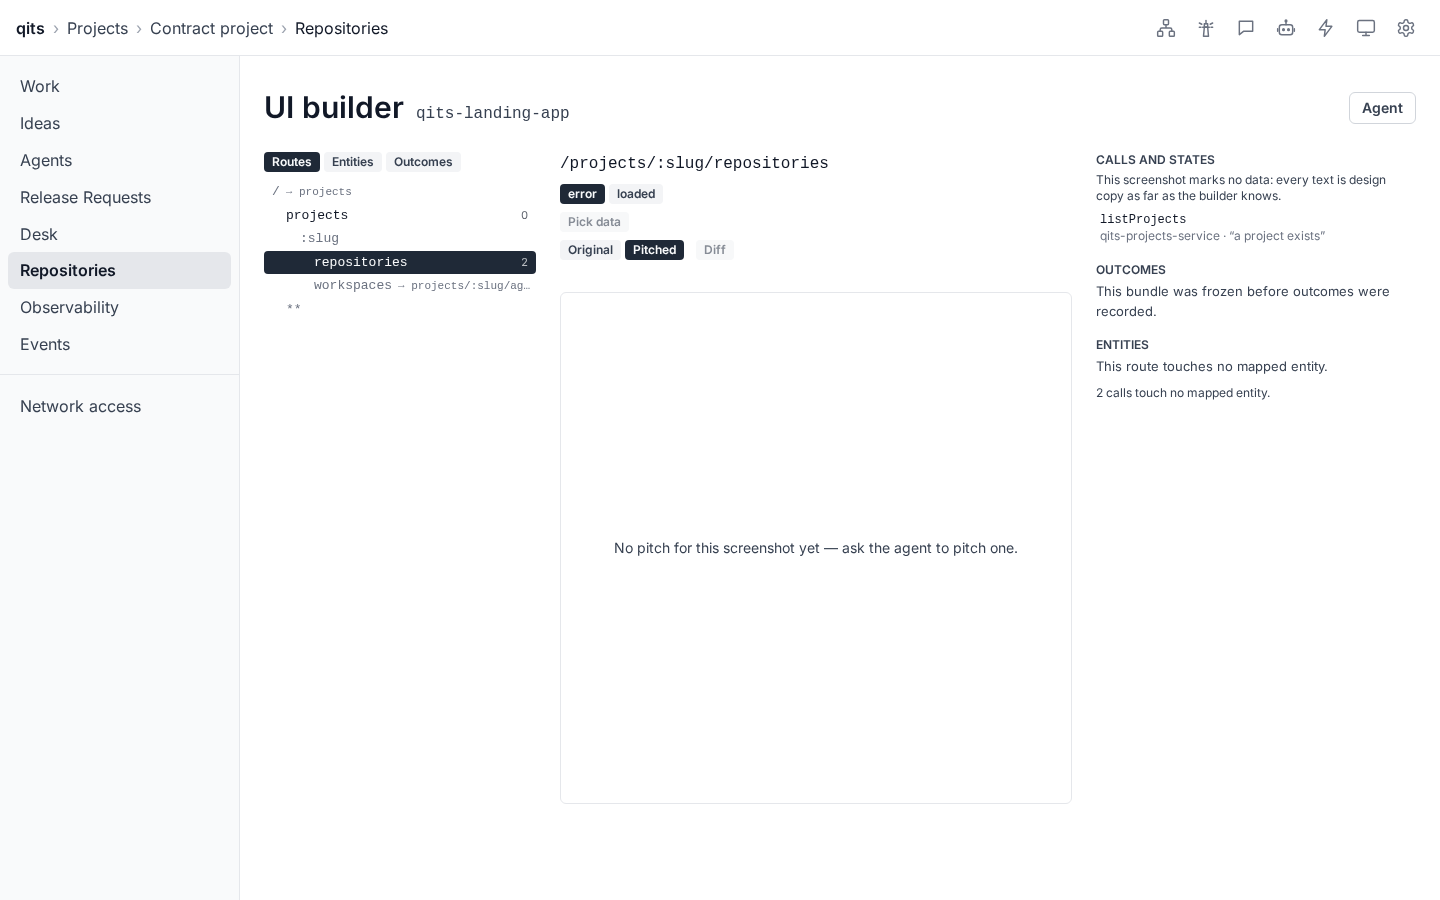 qits › Projects › Contract project › Repositories
Work
Ideas
Agents
Release Requests
Desk
Repositories
Observability
Events
Network access
UI builder qits-landing-app
Agent
Routes Entities Outcomes
/ → projects
projects 0
:slug
repositories 2
workspaces → projects/:slug/ag…
**
/projects/:slug/repositories
error loaded
Pick data
Original Pitched Diff
No pitch for this screenshot yet — ask the agent to pitch one.
CALLS AND STATES
This screenshot marks no data: every text is design
copy as far as the builder knows.
listProjects
qits-projects-service · “a project exists”
OUTCOMES
This bundle was frozen before outcomes were
recorded.
ENTITIES
This route touches no mapped entity.
2 calls touch no mapped entity.